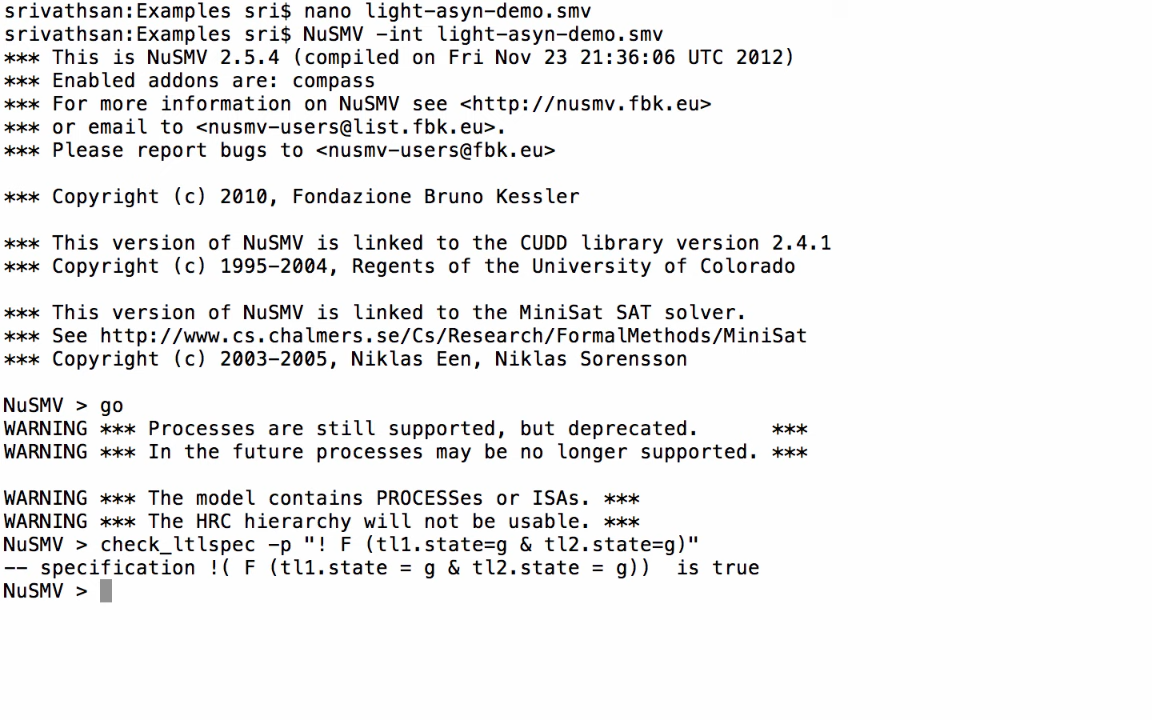 srivathsan:Examples sri$ nano light-asyn-demo.smv
srivathsan:Examples sri$ NuSMV -int light-asyn-demo.smv
*** This is NuSMV 2.5.4 (compiled on Fri Nov 23 21:36:06 UTC 2012)
*** Enabled addons are: compass
*** For more information on NuSMV see <http://nusmv.fbk.eu>
*** or email to <nusmv-users@list.fbk.eu>.
*** Please report bugs to <nusmv-users@fbk.eu>
*** Copyright (c) 2010, Fondazione Bruno Kessler
*** This version of NuSMV is linked to the CUDD library version 2.4.1
*** Copyright (c) 1995-2004, Regents of the University of Colorado
*** This version of NuSMV is linked to the MiniSat SAT solver.
*** See http://www.cs.chalmers.se/Cs/Research/FormalMethods/MiniSat
*** Copyright (c) 2003-2005, Niklas Een, Niklas Sorensson
NuSMV > go
WARNING *** Processes are still supported, but deprecated.      ***
WARNING *** In the future processes may be no longer supported. ***
WARNING *** The model contains PROCESSes or ISAs. ***
WARNING *** The HRC hierarchy will not be usable. ***
NuSMV > check_ltlspec -p "! F (tl1.state=g & tl2.state=g)"
-- specification !( F (tl1.state = g & tl2.state = g))  is true
NuSMV >